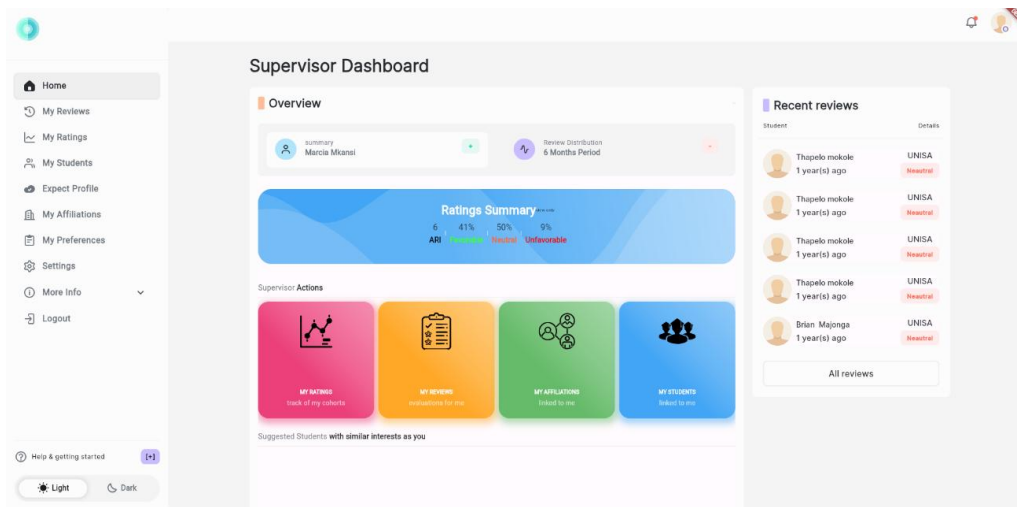 Home
My Reviews
My Ratings
My Students
Expect Profile
My Affiliations
My Preferences
Settings
More Info
Logout
Help & getting started
[+]
Light
Dark
Supervisor Dashboard
Overview
summary
Marcia Mkansi
+
Review Distribution
6 Months Period
+
Ratings Summary
6 41% 50% 9%
ARI Favorable Neutral Unfavorable
Supervisor Actions
MY RATINGS
track of my cohorts
MY REVIEWS
evaluations for me
MY AFFILIATIONS
linked to me
MY STUDENTS
linked to me
Suggested Students with similar interests as you
Recent reviews
Student Details
Thapelo mokole UNISA
1 year(s) ago Neautral
Thapelo mokole UNISA
1 year(s) ago Neautral
Thapelo mokole UNISA
1 year(s) ago Neautral
Thapelo mokole UNISA
1 year(s) ago Neautral
Brian Majonga UNISA
1 year(s) ago Neautral
All reviews